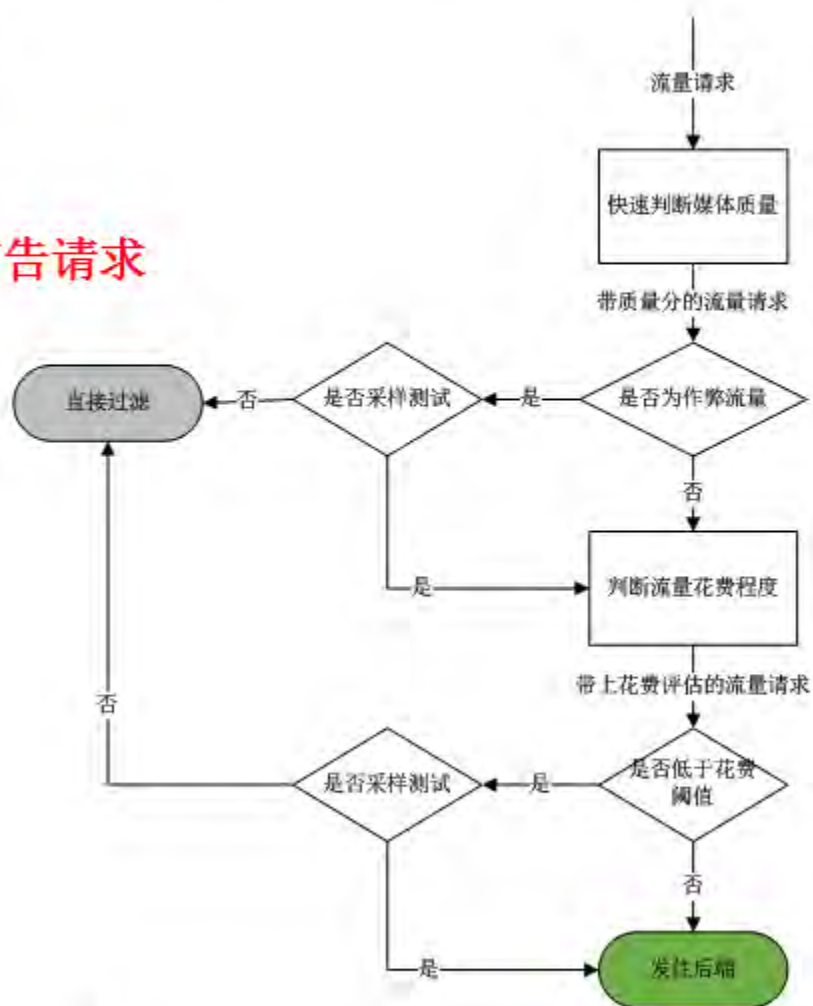 流量请求
快速判断媒体质量
告请求
带质量分的流量请求
直接过滤
否
是否采样测试
是
是否为作弊流量
否
是
判断流量花费程度
带上花费评估的流量请求
否
是否采样测试
是
是否低于花费
阈值
否
是
发往后端